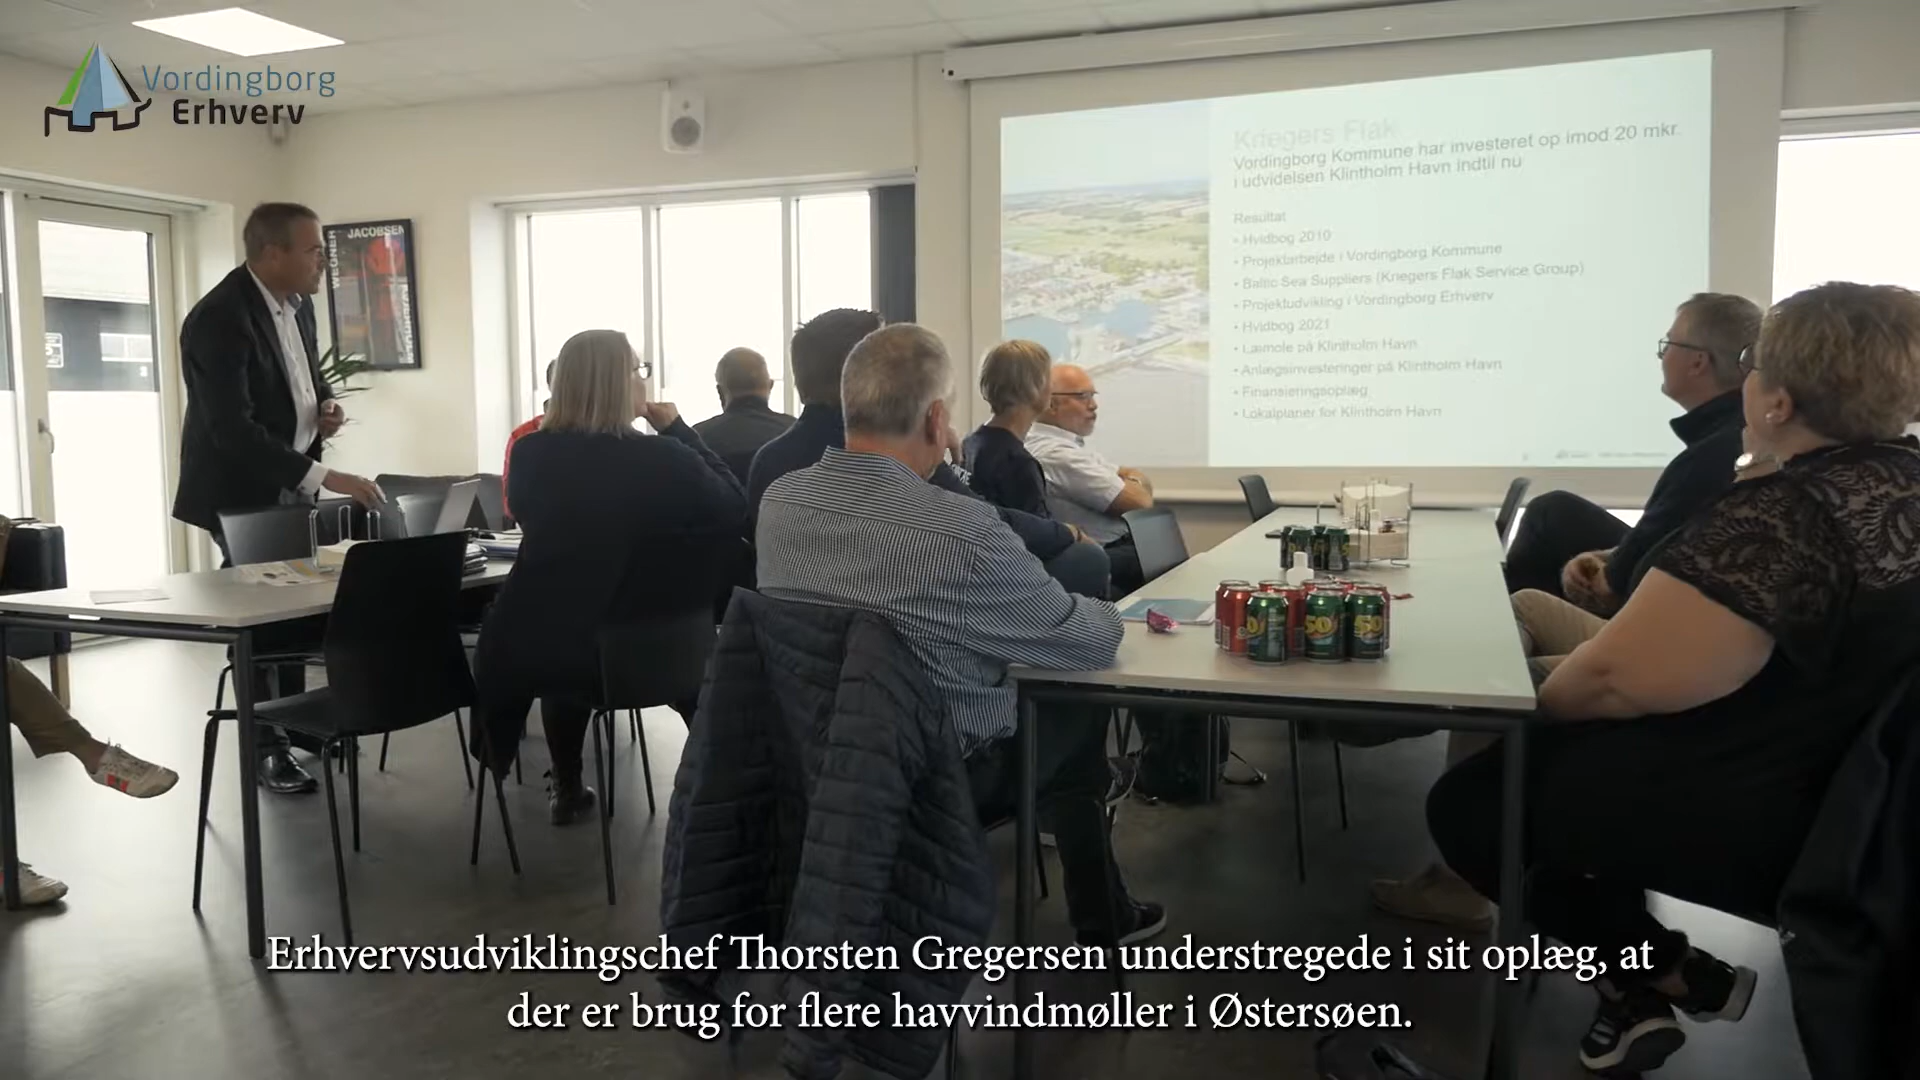 Vordingborg
Erhverv
WEGNER
JACOBSEN
Kriegers Flak
Vordingborg Kommune har investeret op imod 20 mkr.
i udvidelsen Klintholm Havn indtil nu
Resultat
• Hvidbog 2010
• Projektarbejde i Vordingborg Kommune
• Baltic Sea Suppliers (Kriegers Flak Service Group)
• Projektudvikling i Vordingborg Erhverv
• Hvidbog 2021
• Læmole på Klintholm Havn
• Anlægsinvesteringer på Klintholm Havn
• Finansieringsoplæg
• Lokalplaner for Klintholm Havn
50
50
Erhvervsudviklingschef Thorsten Gregersen understregede i sit oplæg, at
der er brug for flere havvindmøller i Østersøen.